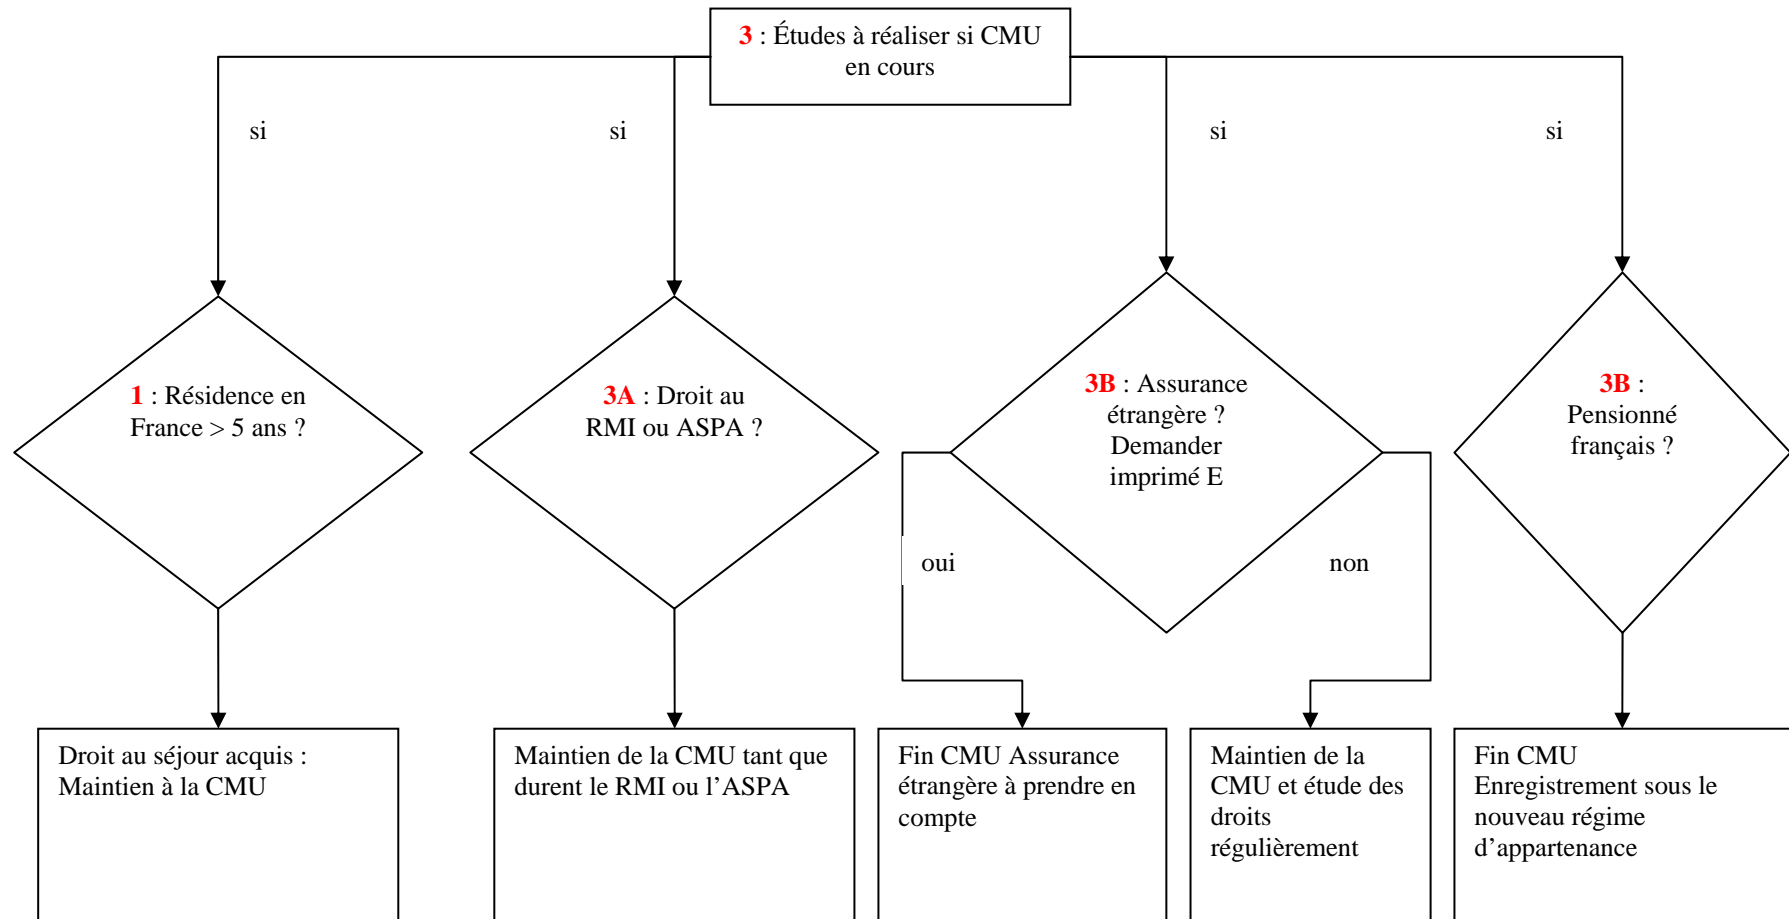 3 : Études à réaliser si CMU
en cours
si
si
si
si
1 : Résidence en
France > 5 ans ?
3A : Droit au
RMI ou ASPA ?
3B : Assurance
étrangère ?
Demander
imprimé E
3B :
Pensionné
français ?
oui
non
Droit au séjour acquis :
Maintien à la CMU
Maintien de la CMU tant que
durent le RMI ou l’ASPA
Fin CMU Assurance
étrangère à prendre en
compte
Maintien de la
CMU et étude des
droits
régulièrement
Fin CMU
Enregistrement sous le
nouveau régime
d’appartenance